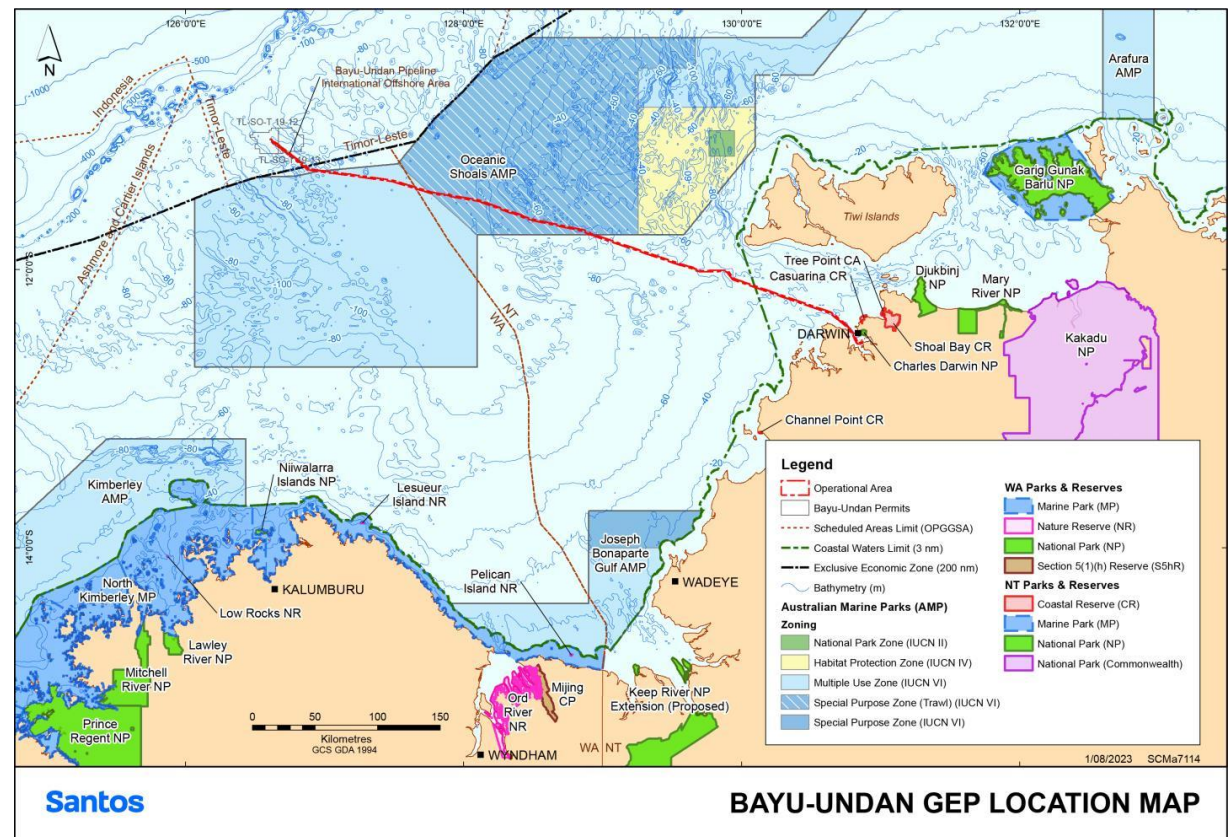 126°0'0"E
128°0'0"E
130°0'0"E
132°0'0"E
N
-1000
-500
-100
-80
-60
Indonesia
Timor-Leste
Bayu-Undan Pipeline
International Offshore Area
TL-SO-T 19-12
Timor-Leste
Ashmore and Cartier Islands
Oceanic
Shoals AMP
Arafura
AMP
Garig Gunak
Barlu NP
Tiwi Islands
12°0'0"S
Tree Point CA
Casuarina CR
Djukbinj
NP
Mary
River NP
DARWIN
Shoal Bay CR
Charles Darwin NP
Kakadu
NP
NT
WA
Channel Point CR
Kimberley
AMP
Niiwalarra
Islands NP
Lesueur
Island NR
14°0'0"S
Joseph
Bonaparte
Gulf AMP
WADEYE
North
Kimberley MP
KALUMBURU
Low Rocks NR
Pelican
Island NR
Lawley
River NP
Mitchell
River NP
Prince
Regent NP
Ord
River
NR
Mijing
CP
Keep River NP
Extension (Proposed)
WYNDHAM
WA NT
0 50 100 150
Kilometres
GCS GDA 1994
Legend
Operational Area
Bayu-Undan Permits
Scheduled Areas Limit (OPGGSA)
Coastal Waters Limit (3 nm)
Exclusive Economic Zone (200 nm)
Bathymetry (m)
Australian Marine Parks (AMP)
Zoning
National Park Zone (IUCN II)
Habitat Protection Zone (IUCN IV)
Multiple Use Zone (IUCN VI)
Special Purpose Zone (Trawl) (IUCN VI)
Special Purpose Zone (IUCN VI)
WA Parks & Reserves
Marine Park (MP)
Nature Reserve (NR)
National Park (NP)
Section 5(1)(h) Reserve (S5hR)
NT Parks & Reserves
Coastal Reserve (CR)
Marine Park (MP)
National Park (NP)
National Park (Commonwealth)
1/08/2023 SCMa7114
Santos
BAYU-UNDAN GEP LOCATION MAP